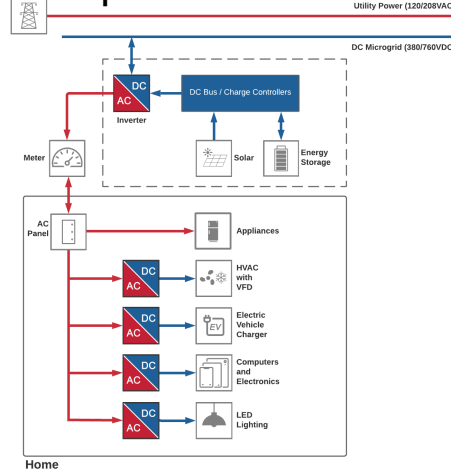 Utility Power (120/208VAC
DC Microgrid (380/760VDC
DC
AC
Inverter
DC Bus / Charge Controllers
Meter
Solar
Energy
Storage
AC
Panel
Appliances
DC
AC
HVAC
with
VFD
DC
AC
EV
Electric
Vehicle
Charger
DC
AC
Computers
and
Electronics
DC
AC
LED
Lighting
Home